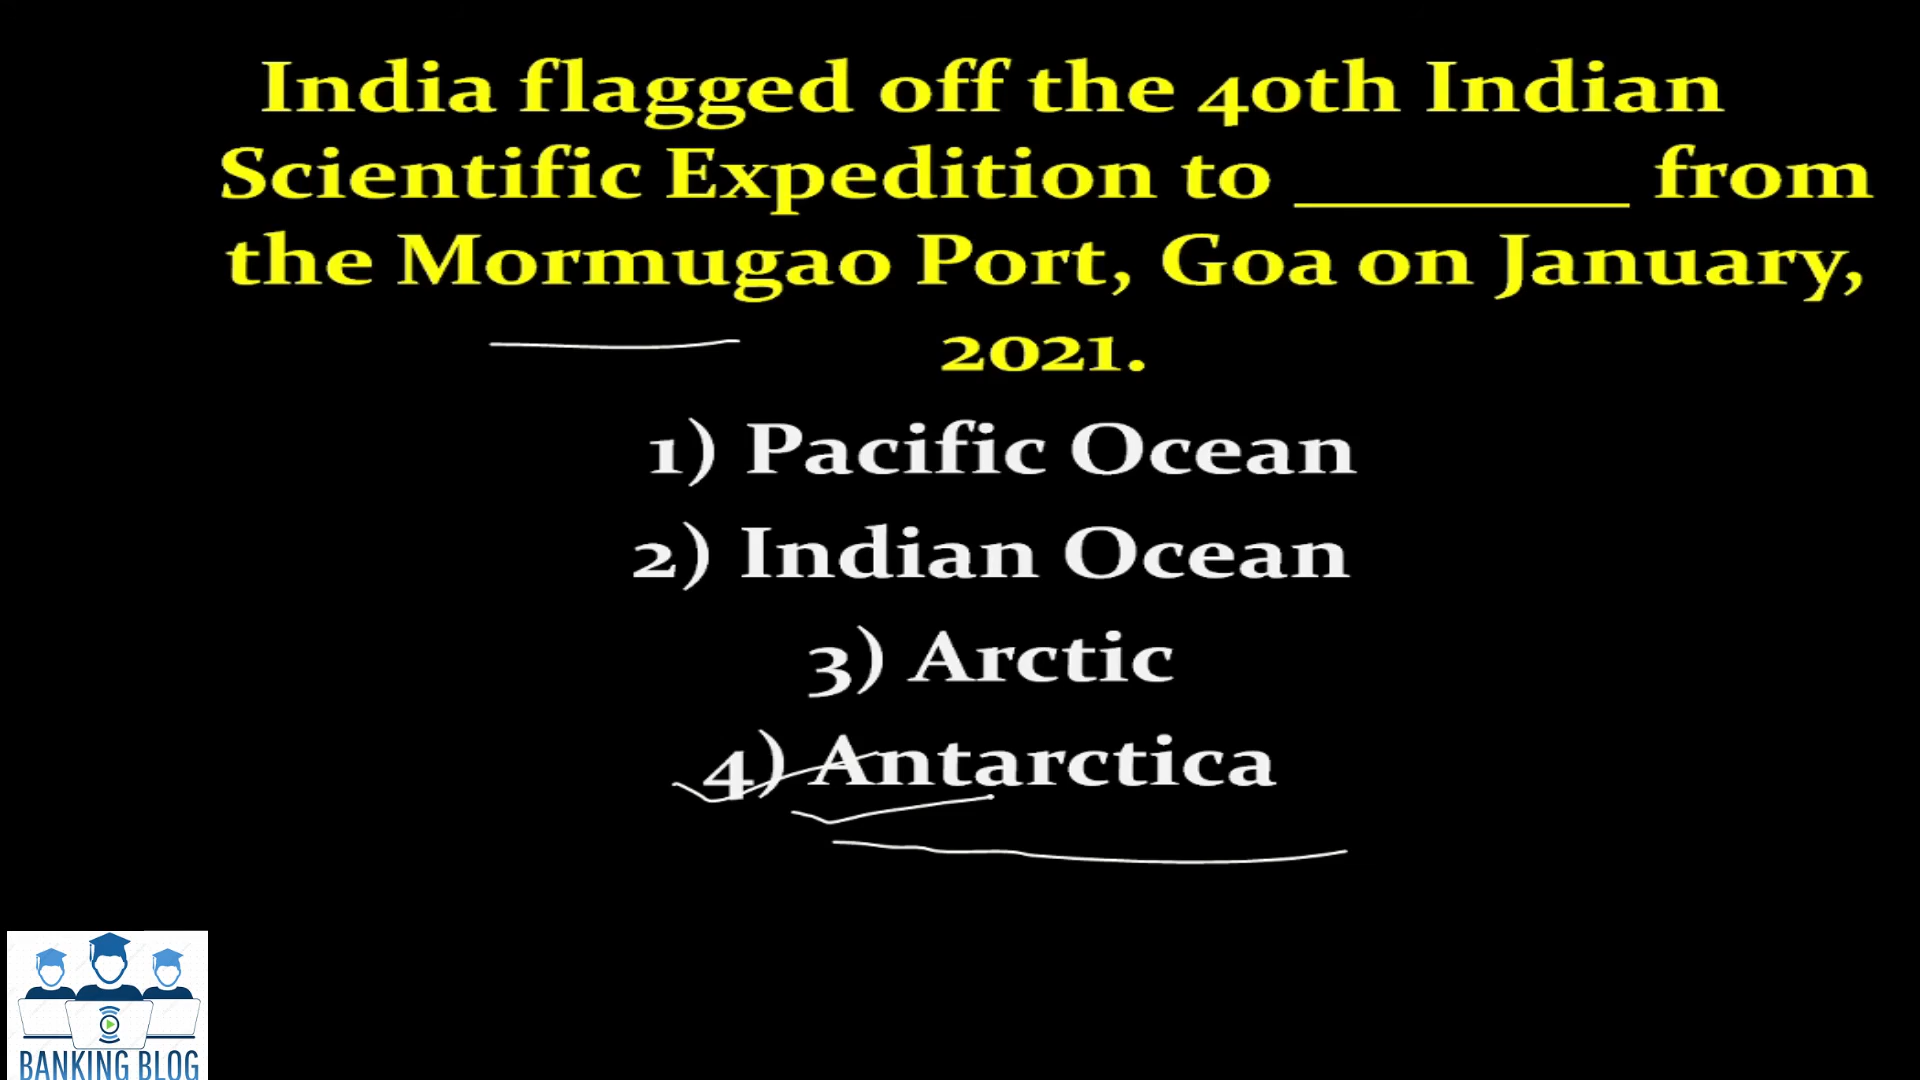 India flagged off the 40th Indian
Scientific Expedition to ________ from
the Mormugao Port, Goa on January,
2021.
1) Pacific Ocean
2) Indian Ocean
3) Arctic
4) Antarctica
BANKING BLOG